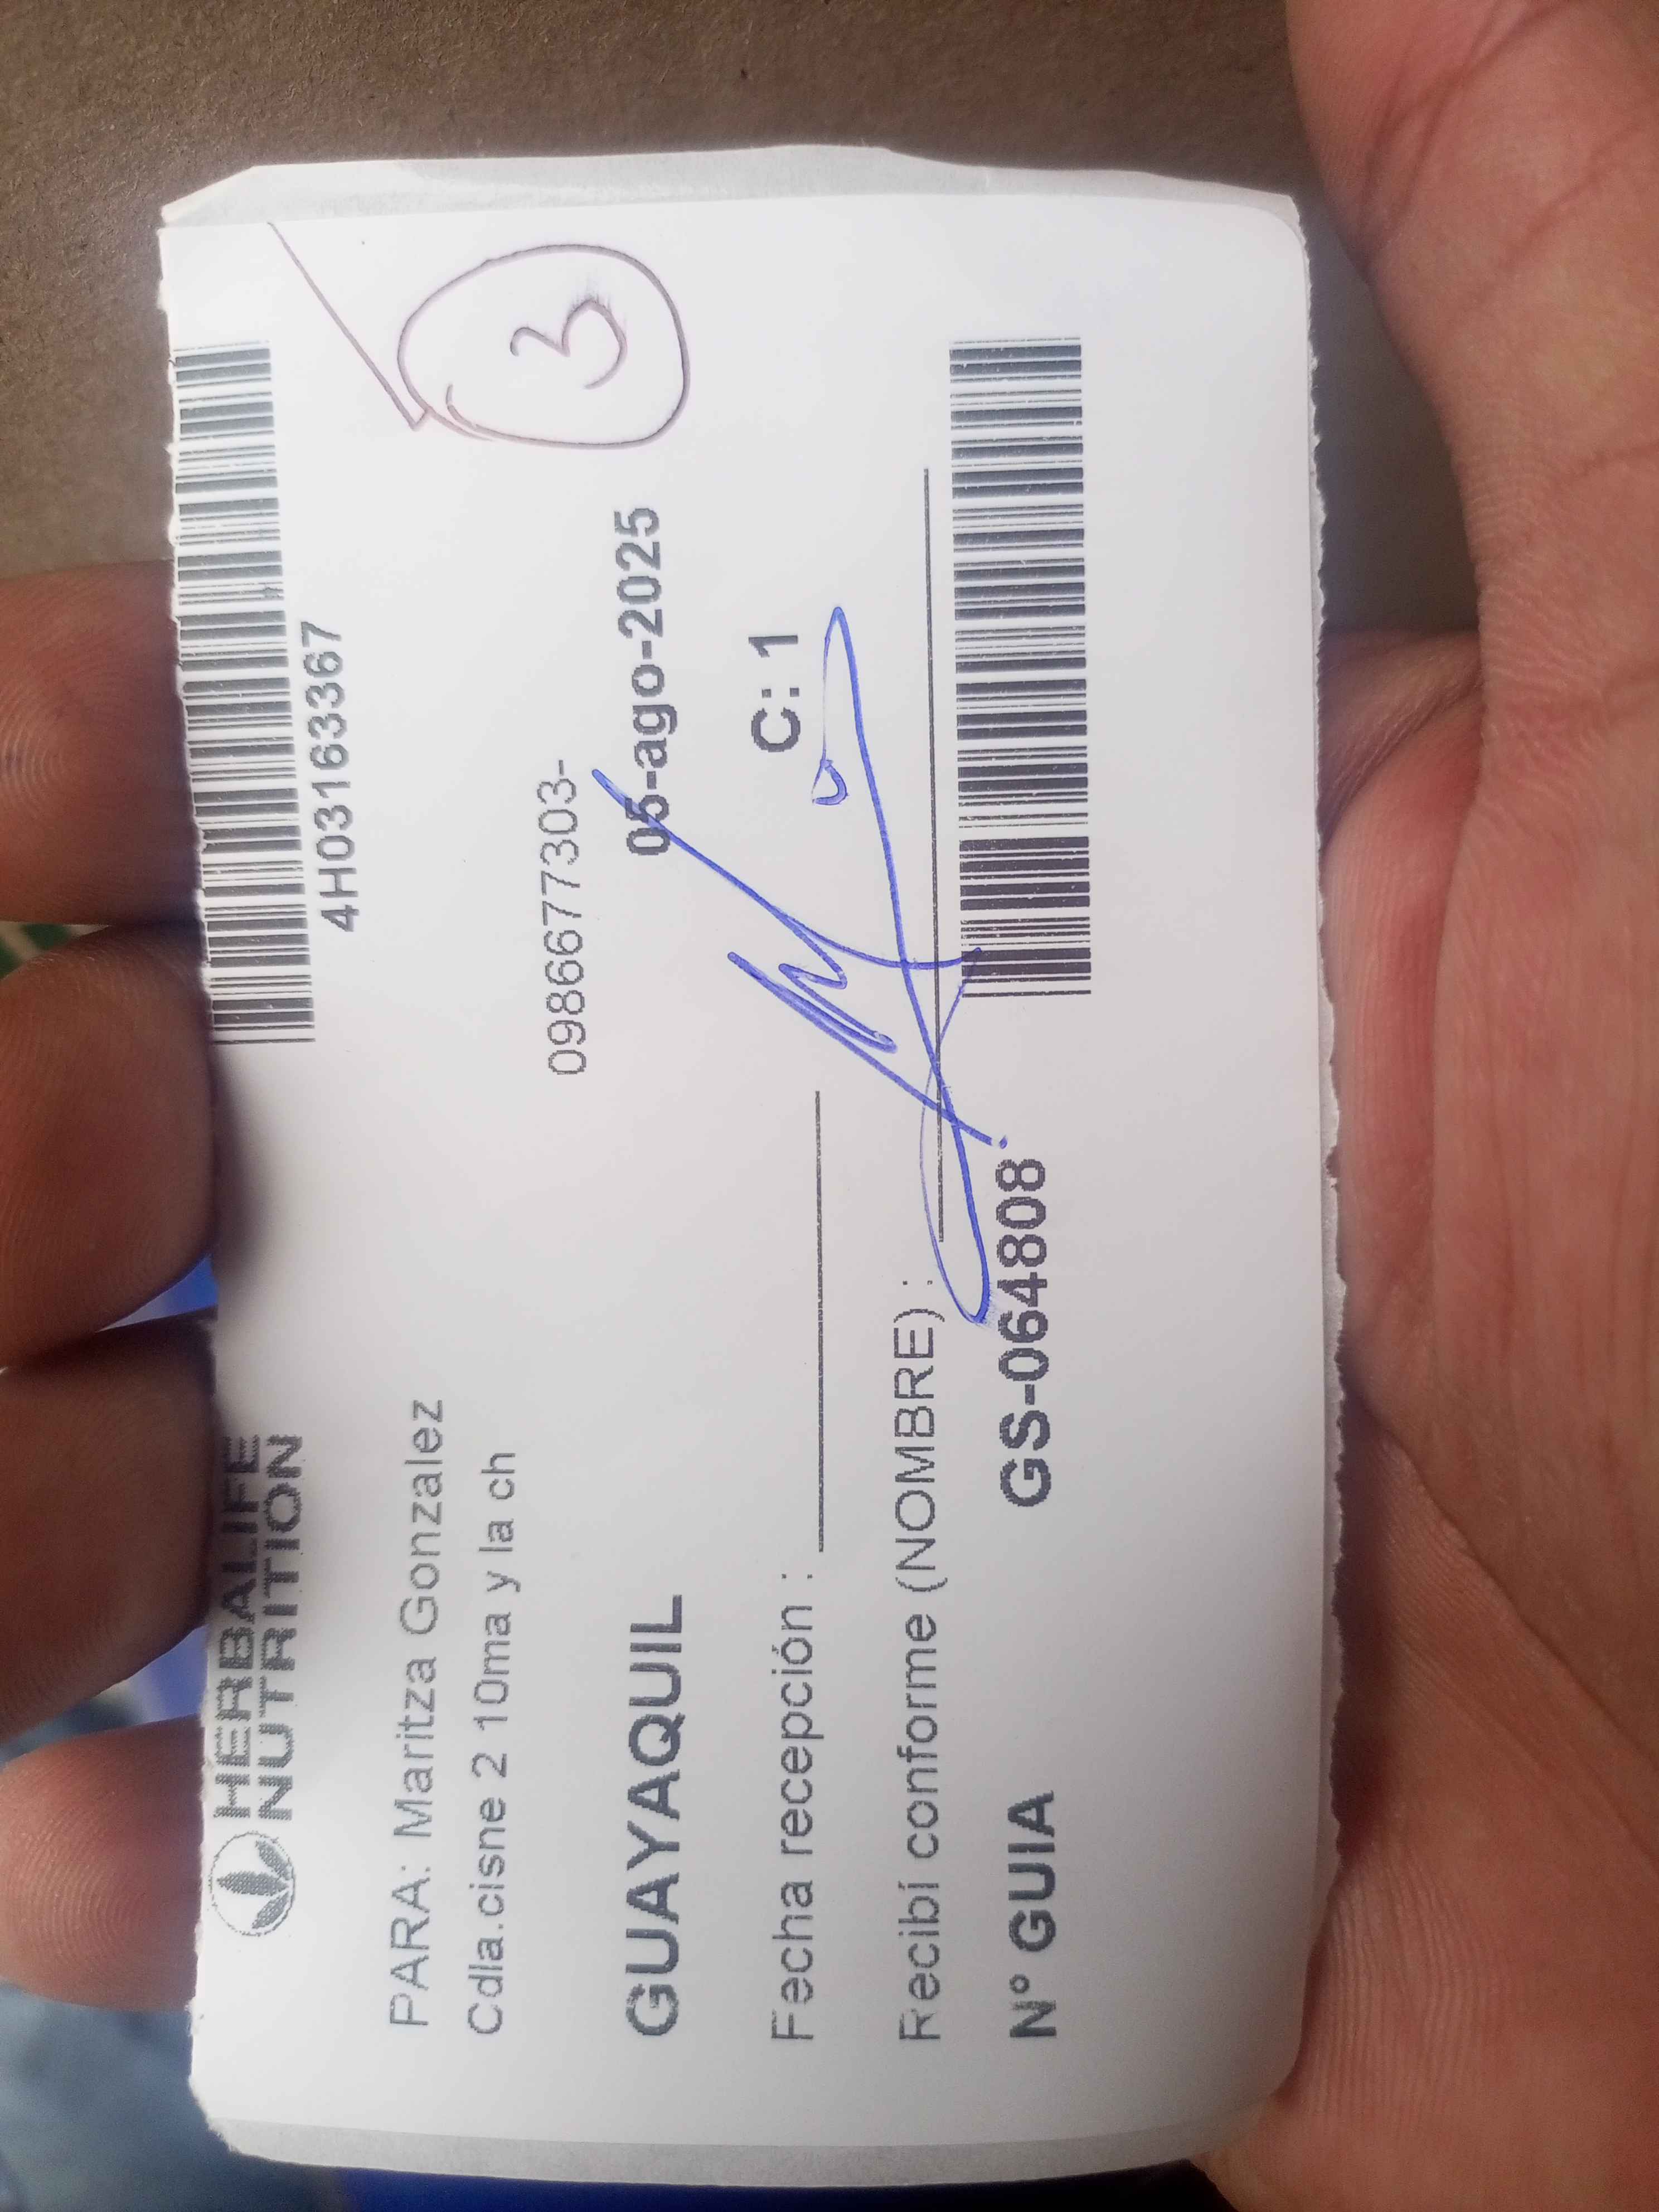 HERBALIFE
NUTRITION
4H03163367
3
PARA: Maritza Gonzalez
Cdla.cisne 2 10ma y la ch
0986677303-
GUAYAQUIL
05-ago-2025
C: 1
Fecha recepción :
Recibí conforme (NOMBRE) :
N° GUIA GS-064808